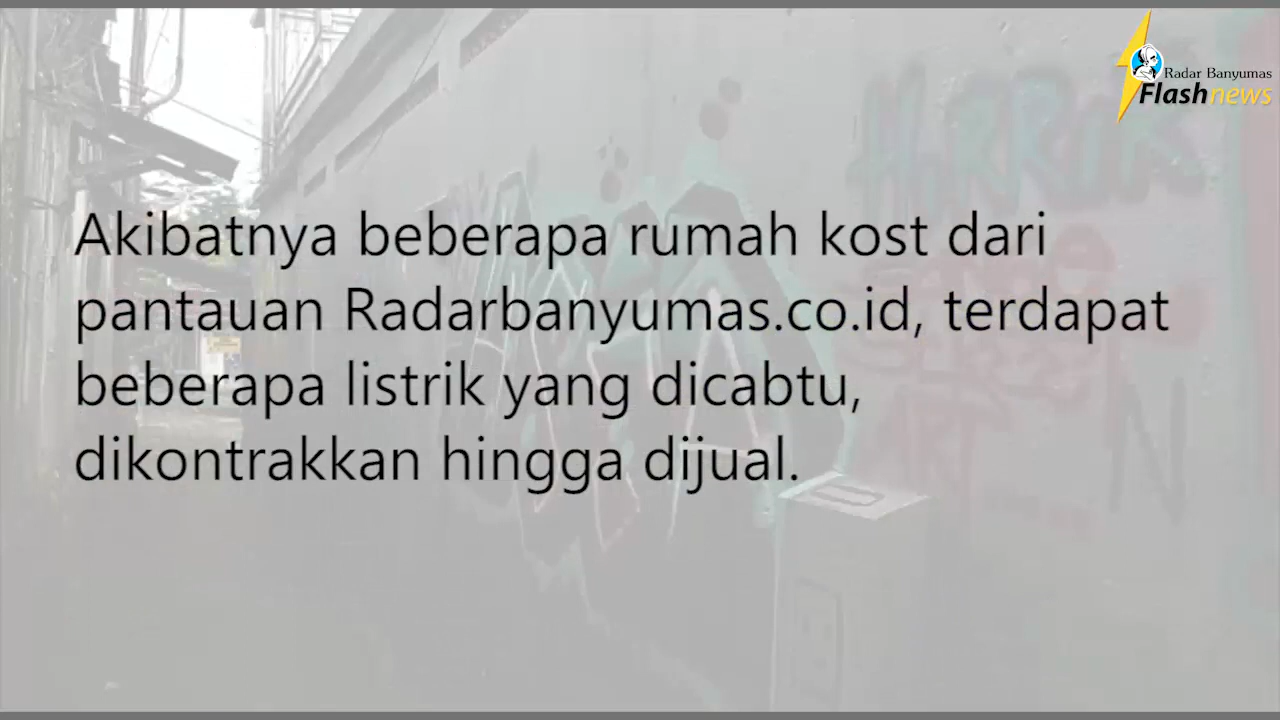 Radar Banyumas
Flashnews
Akibatnya beberapa rumah kost dari
pantauan Radarbanyumas.co.id, terdapat
beberapa listrik yang dicabtu,
dikontrakkan hingga dijual.